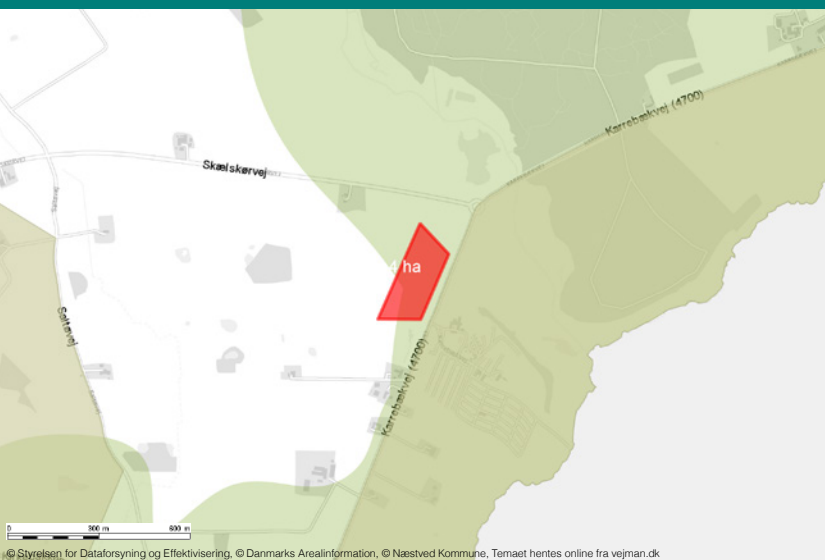 Karrebækvej (4700)
Skælskørvej
4 ha
Saltøvej
Karrebækvej (4700)
0 300 m 600 m
© Styrelsen for Dataforsyning og Effektivisering, © Danmarks Arealinformation, © Næstved Kommune, Temaet hentes online fra vejman.dk